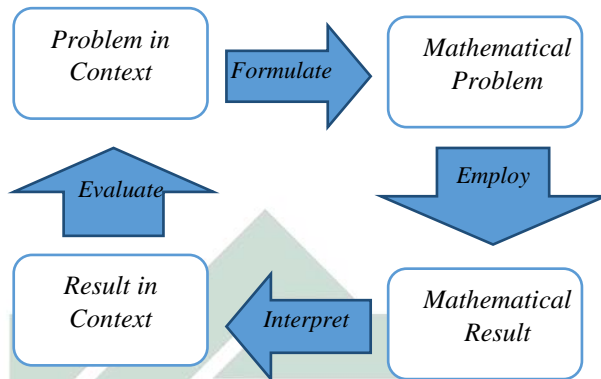 Problem in
Context
Formulate
Mathematical
Problem
Employ
Mathematical
Result
Interpret
Result in
Context
Evaluate